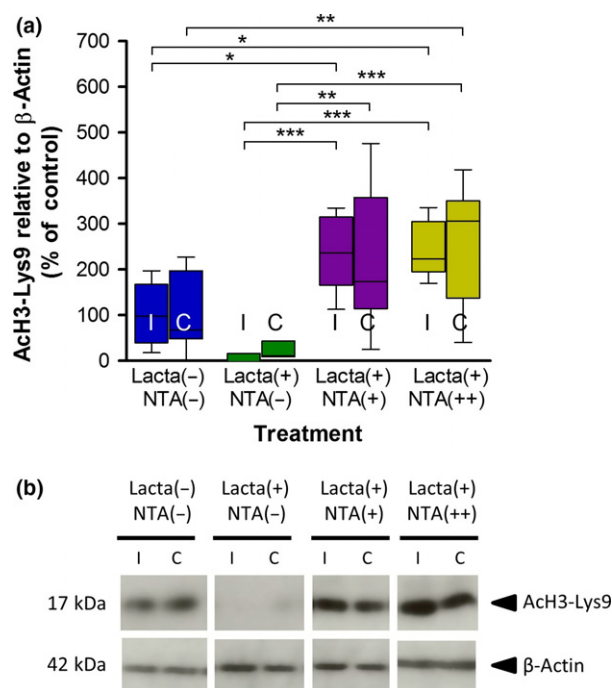 (a)
AcH3-Lys9 relative to β-Actin
(% of control)
700
600
500
400
300
200
100
0
**
*
*
***
**
***
***
I C I C I C I C
Lacta(−) Lacta(+) Lacta(+) Lacta(+)
NTA(−) NTA(−) NTA(+) NTA(++)
Treatment
(b)
Lacta(−) Lacta(+) Lacta(+) Lacta(+)
NTA(−) NTA(−) NTA(+) NTA(++)
I C I C I C I C
17 kDa AcH3-Lys9
42 kDa β-Actin